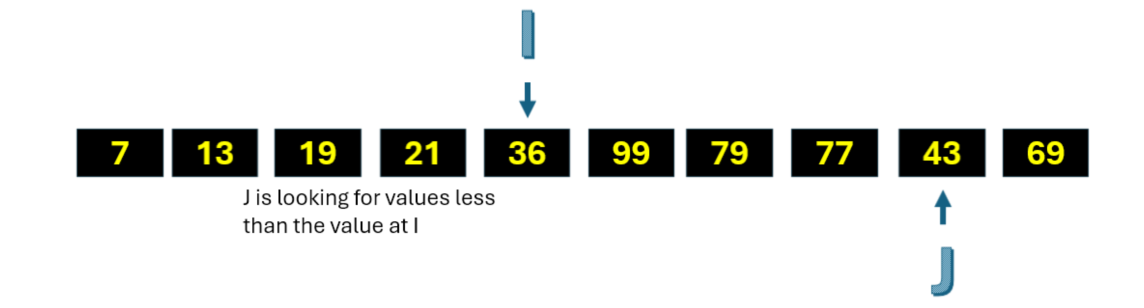 I
7 13 19 21 36 99 79 77 43 69
J is looking for values less
than the value at I
J